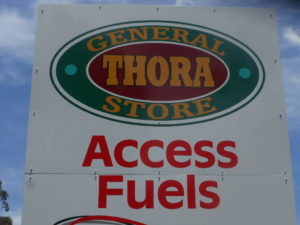 GENERAL
THORA
STORE
Access
Fuels